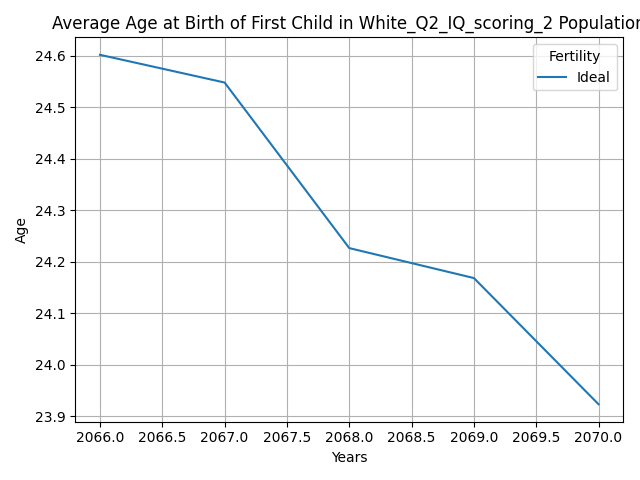 Average Age at Birth of First Child in White_Q2_IQ_scoring_2 Population
24.6
24.5
24.4
24.3
24.2
24.1
24.0
23.9
Age
Fertility
Ideal
2066.0 2066.5 2067.0 2067.5 2068.0 2068.5 2069.0 2069.5 2070.0
Years